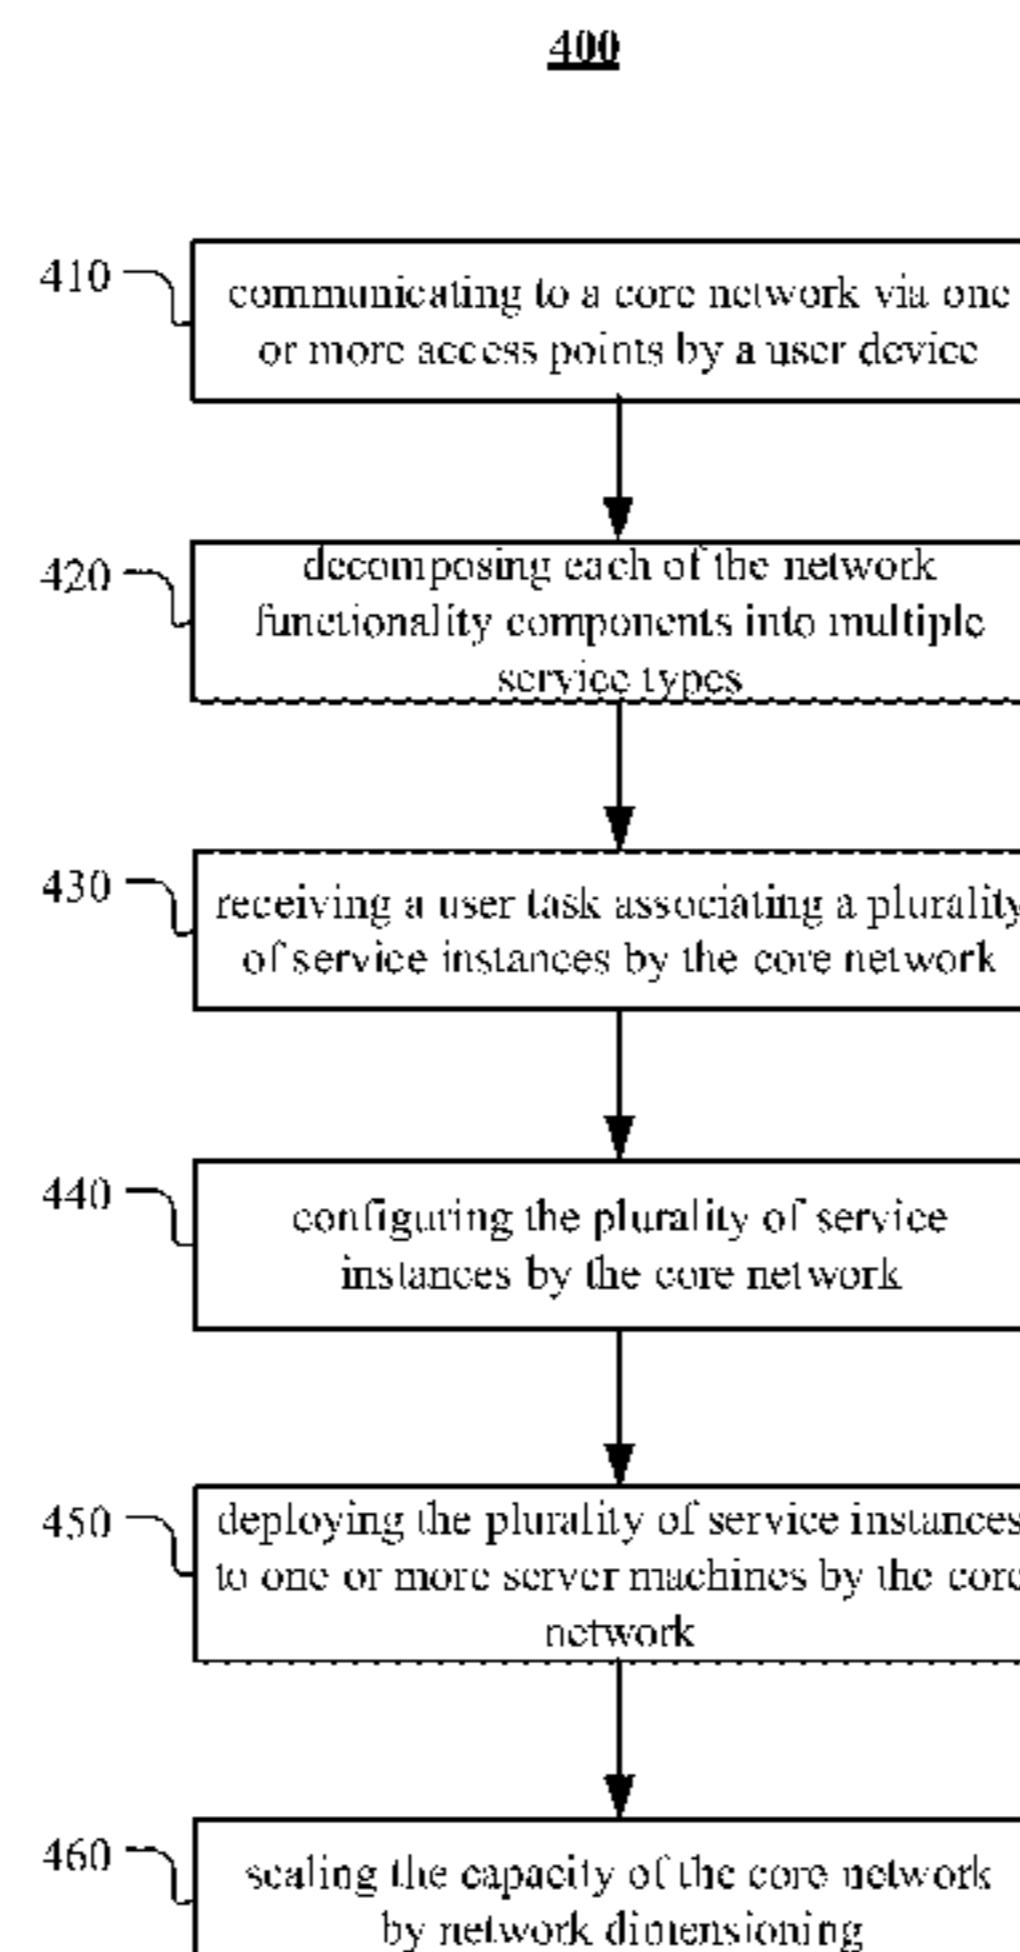 400
410
communicating to a core network via one
or more access points by a user device
420
decomposing each of the network
functionality components into multiple
service types
430
receiving a user task associating a plurality
of service instances by the core network
440
configuring the plurality of service
instances by the core network
450
deploying the plurality of service instances
to one or more server machines by the core
network
460
scaling the capacity of the core network
by network dimensioning